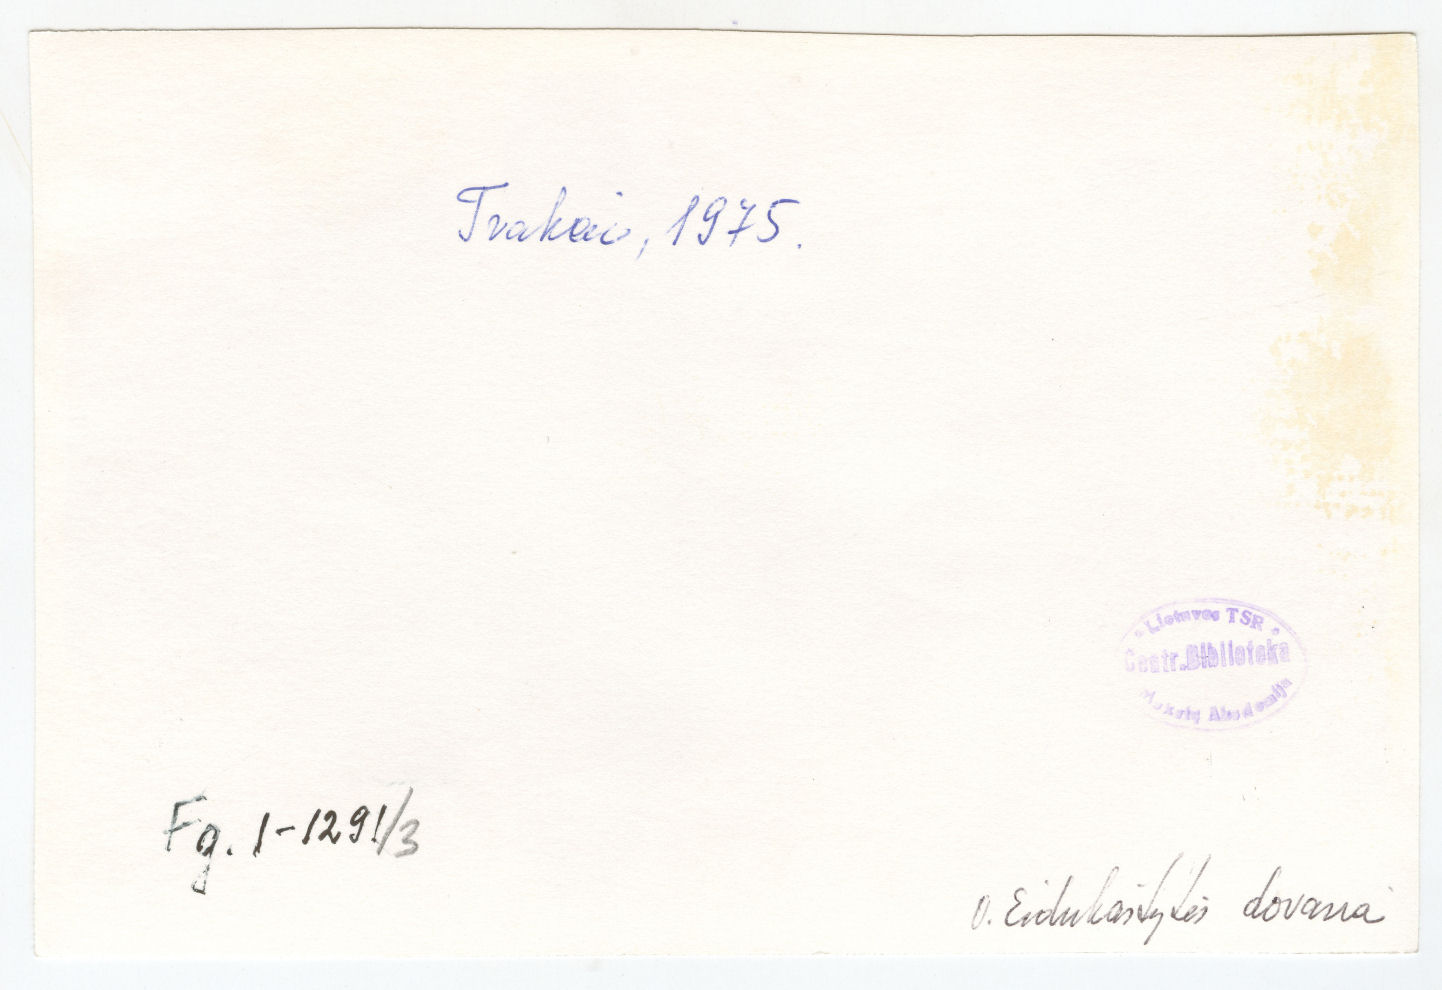 Trakai, 1975.
Lietuvos TSR
Centr. Biblioteka
Mokslų Akademija
Fg. 1-1291/3
O. Eidukaitytės dovana